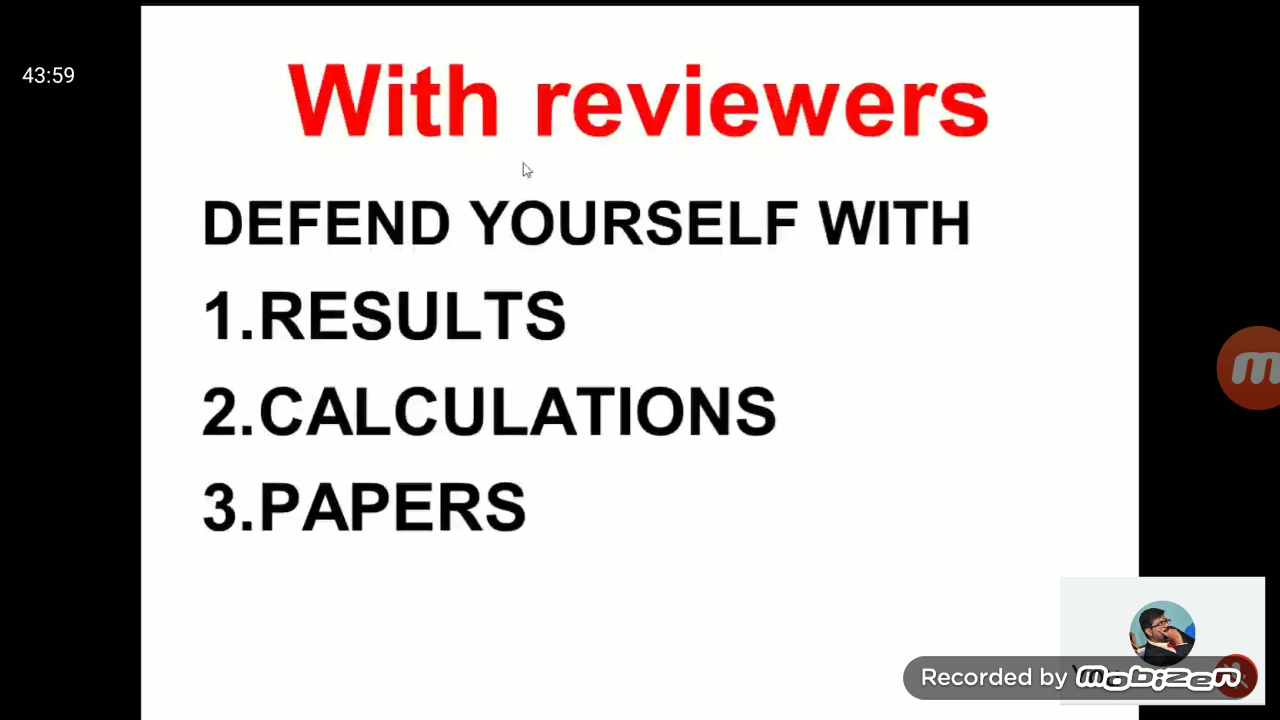 43:59
With reviewers
DEFEND YOURSELF WITH
1.RESULTS
2.CALCULATIONS
3.PAPERS
Recorded by mobizen